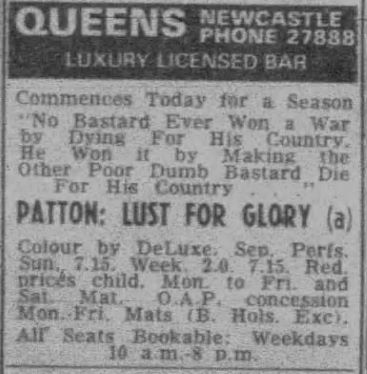 QUEENS NEWCASTLE
PHONE 27888
LUXURY LICENSED BAR
Commences Today for a Season
"No Bastard Ever Won a War
by Dying For His Country.
He Won it by Making the
Other Poor Dumb Bastard Die
For His Country . . . "
PATTON: LUST FOR GLORY (a)
Colour by DeLuxe. Sep. Perfs.
Sun. 7.15. Week. 2.0. 7.15. Red.
prices child. Mon. to Fri. and
Sat. Mat. O.A.P. concession
Mon.-Fri. Mats (B. Hols. Exc).
All Seats Bookable: Weekdays
10 a.m.-8 p.m.